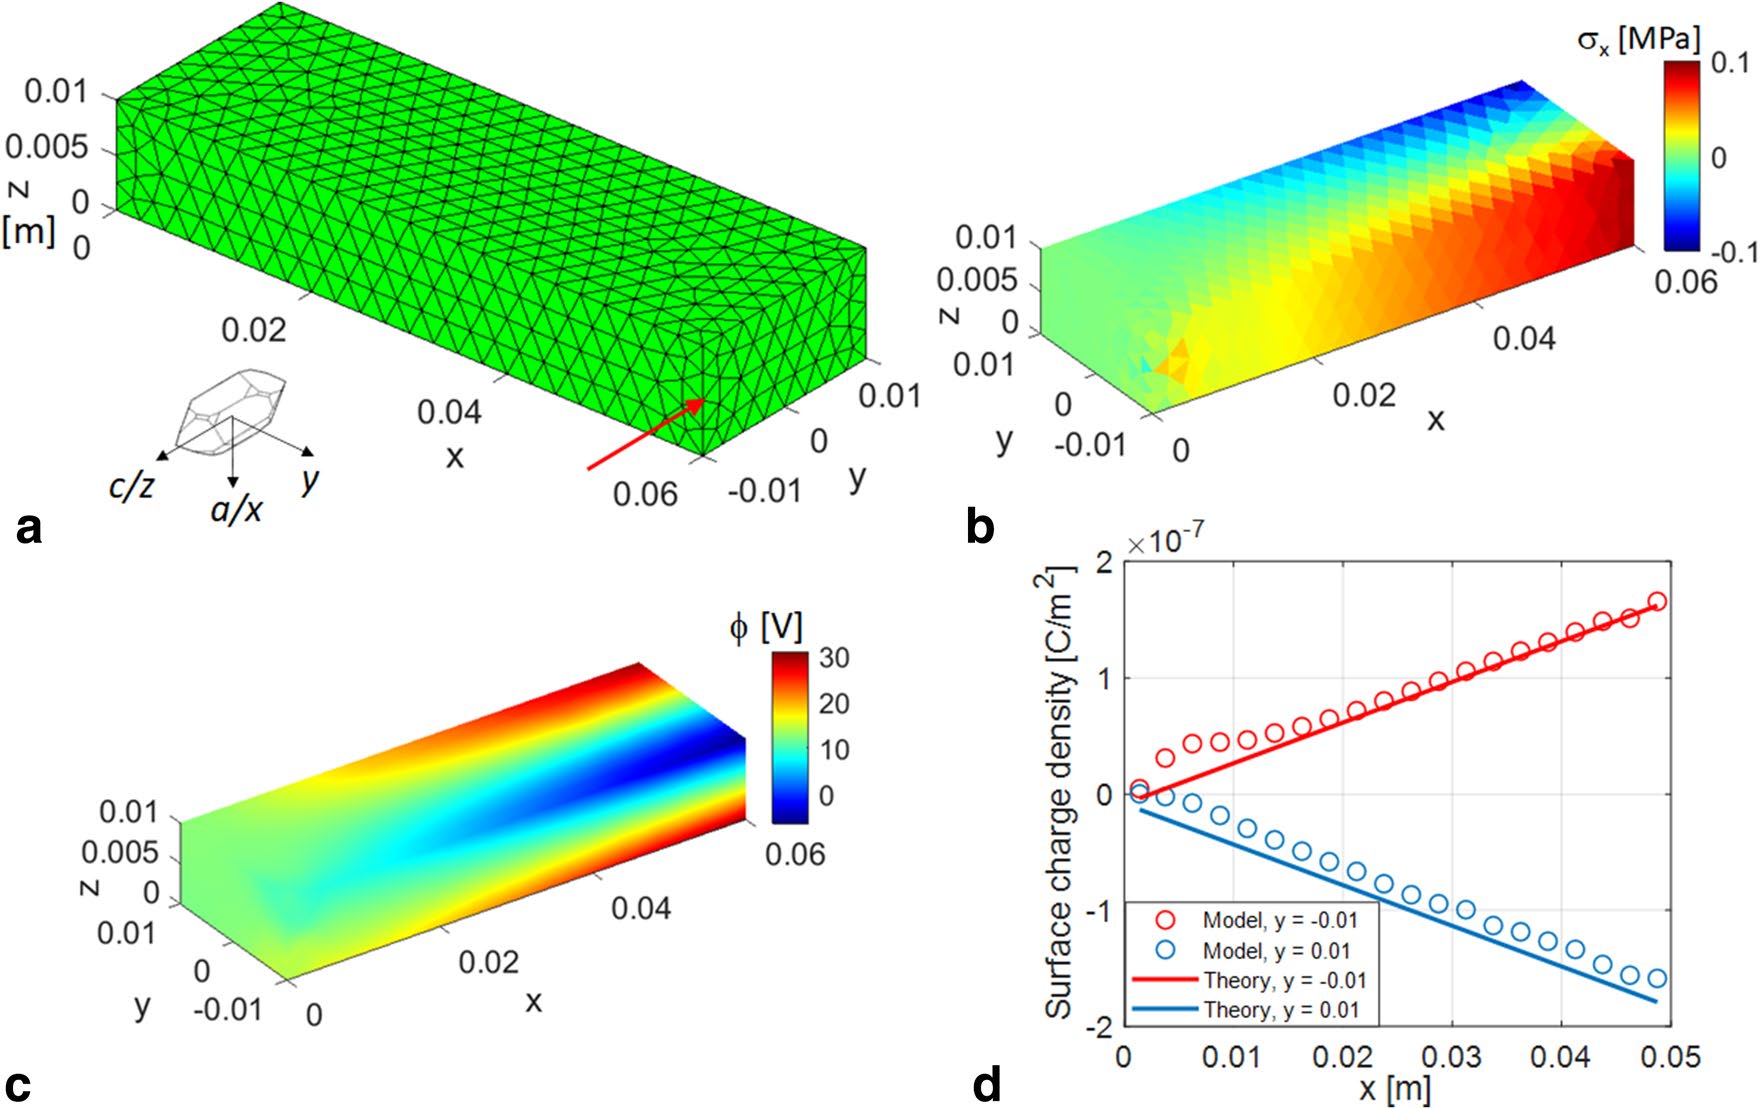 0.01
0.005
z
0
[m]
0
0.02
0.04
x
0.06
-0.01
0
y
0.01
c/z
a/x
y
a
σx [MPa]
0.1
0
-0.1
0.01
0.005
z
0
0.01
0
y
-0.01
0
0.02
x
0.04
0.06
b
ϕ [V]
30
20
10
0
0.01
0.005
z
0
0.01
0
y
-0.01
0
0.02
x
0.04
0.06
c
×10-7
2
1
0
-1
-2
Surface charge density [C/m2]
Model, y = -0.01
Model, y = 0.01
Theory, y = -0.01
Theory, y = 0.01
0 0.01 0.02 0.03 0.04 0.05
x [m]
d